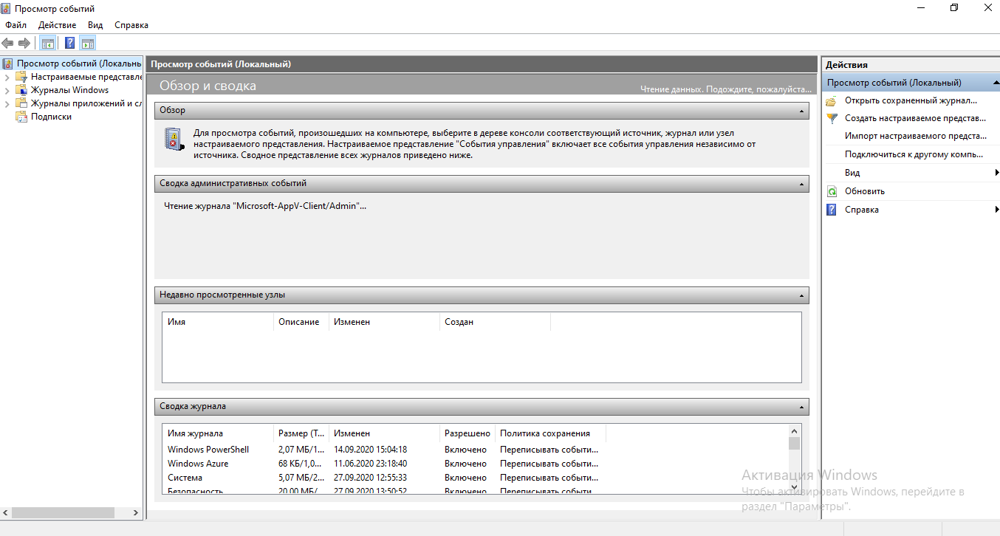 Просмотр событий
Файл Действие Вид Справка
Просмотр событий (Локальнь
Настраиваемые представле
Журналы Windows
Журналы приложений и сл
Подписки
Просмотр событий (Локальный)
Обзор и сводка
Чтение данных. Подождите, пожалуйста...
Обзор
Для просмотра событий, произошедших на компьютере, выберите в дереве консоли соответствующий источник, журнал или узел
настраиваемого представления. Настраиваемое представление "События управления" включает все события управления независимо от
источника. Сводное представление всех журналов приведено ниже.
Сводка административных событий
Чтение журнала "Microsoft-AppV-Client/Admin"...
Недавно просмотренные узлы
Имя Описание Изменен Создан
Сводка журнала
Имя журнала Размер (Т... Изменен Разрешено Политика сохранения
Windows PowerShell 2,07 МБ/1... 14.09.2020 15:04:18 Включено Переписывать событи...
Windows Azure 68 КБ/1,0... 11.06.2020 23:18:40 Включено Переписывать событи...
Система 5,07 МБ/2... 27.09.2020 12:55:33 Включено Переписывать событи...
Безопасность 20,00 МБ/ 27.09.2020 13:50:52 Включено Переписывать событи
Действия
Просмотр событий (Локальный)
Открыть сохраненный журнал...
Создать настраиваемое представ...
Импорт настраиваемого предста...
Подключиться к другому компь...
Вид
Обновить
Справка
Активация Windows
Чтобы активировать Windows, перейдите в
раздел "Параметры".